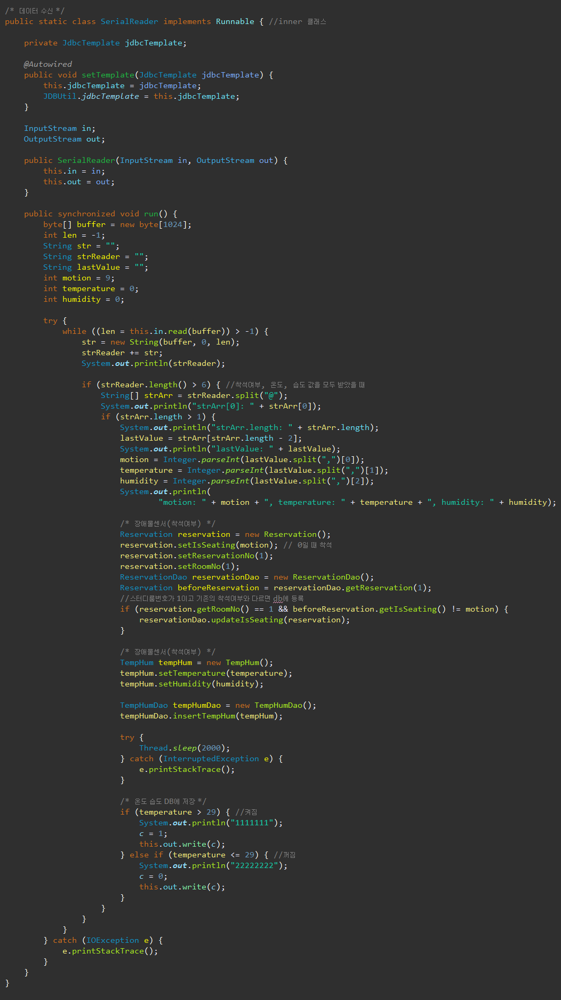 /* 데이터 수신 */
public static class SerialReader implements Runnable { //inner 클래스
private JdbcTemplate jdbcTemplate;
@Autowired
public void setTemplate(JdbcTemplate jdbcTemplate) {
this.jdbcTemplate = jdbcTemplate;
JDBUtil.jdbcTemplate = this.jdbcTemplate;
}
InputStream in;
OutputStream out;
public SerialReader(InputStream in, OutputStream out) {
this.in = in;
this.out = out;
}
public synchronized void run() {
byte[] buffer = new byte[1024];
int len = -1;
String str = "";
String strReader = "";
String lastValue = "";
int motion = 9;
int temperature = 0;
int humidity = 0;
try {
while ((len = this.in.read(buffer)) > -1) {
str = new String(buffer, 0, len);
strReader += str;
System.out.println(strReader);
if (strReader.length() > 6) { //착석여부, 온도, 습도 값을 모두 받았을 때
String[] strArr = strReader.split("@");
System.out.println("strArr[0]: " + strArr[0]);
if (strArr.length > 1) {
System.out.println("strArr.length: " + strArr.length);
lastValue = strArr[strArr.length - 2];
System.out.println("lastValue: " + lastValue);
motion = Integer.parseInt(lastValue.split(",")[0]);
temperature = Integer.parseInt(lastValue.split(",")[1]);
humidity = Integer.parseInt(lastValue.split(",")[2]);
System.out.println(
"motion: " + motion + ", temperature: " + temperature + ", humidity: " + humidity);
/* 장애물센서(착석여부) */
Reservation reservation = new Reservation();
reservation.setIsSeating(motion); // 0일 때 착석
reservation.setReservationNo(1);
reservation.setRoomNo(1);
ReservationDao reservationDao = new ReservationDao();
Reservation beforeReservation = reservationDao.getReservation(1);
//스터디룸번호가 1이고 기존의 착석여부와 다르면 db에 등록
if (reservation.getRoomNo() == 1 && beforeReservation.getIsSeating() != motion) {
reservationDao.updateIsSeating(reservation);
}
/* 장애물센서(착석여부) */
TempHum tempHum = new TempHum();
tempHum.setTemperature(temperature);
tempHum.setHumidity(humidity);
TempHumDao tempHumDao = new TempHumDao();
tempHumDao.insertTempHum(tempHum);
try {
Thread.sleep(2000);
} catch (InterruptedException e) {
e.printStackTrace();
}
/* 온도 습도 DB에 저장 */
if (temperature > 29) { //켜짐
System.out.println("1111111");
c = 1;
this.out.write(c);
} else if (temperature <= 29) { //꺼짐
System.out.println("22222222");
c = 0;
this.out.write(c);
}
}
}
}
} catch (IOException e) {
e.printStackTrace();
}
}
}